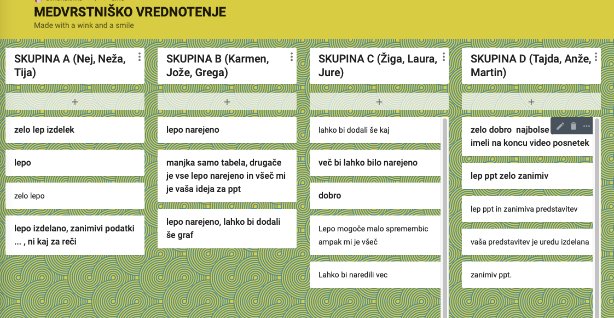 MEDVRSTNIŠKO VREDNOTENJE
Made with a wink and a smile
SKUPINA A (Nej, Neža,
Tija)
zelo lep izdelek
lepo
zelo lepo
lepo izdelano, zanimivi podatki
... , ni kaj za reči
SKUPINA B (Karmen,
Jože, Grega)
lepo narejeno
manjka samo tabela, drugače
je vse lepo narejeno in všeč mi
je vaša ideja za ppt
lepo narejeno, lahko bi dodali
še graf
SKUPINA C (Žiga, Laura,
Jure)
lahko bi dodali še kaj
več bi lahko bilo narejeno
dobro
Lepo mogoče malo spremembic
ampak mi je všeč
Lahko bi naredili vec
SKUPINA D (Tajda, Anže,
Martin)
zelo dobro najbolse
imeli na koncu video posnetek
lep ppt zelo zanimiv
lep ppt in zanimiva predstavitev
vaša predstavitev je uredu izdelana
zanimiv ppt.